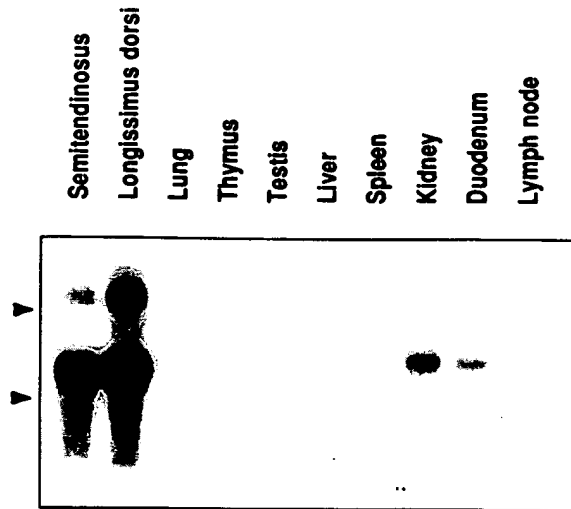 Semitendinosus
Longissimus dorsi
Lung
Thymus
Testis
Liver
Spleen
Kidney
Duodenum
Lymph node